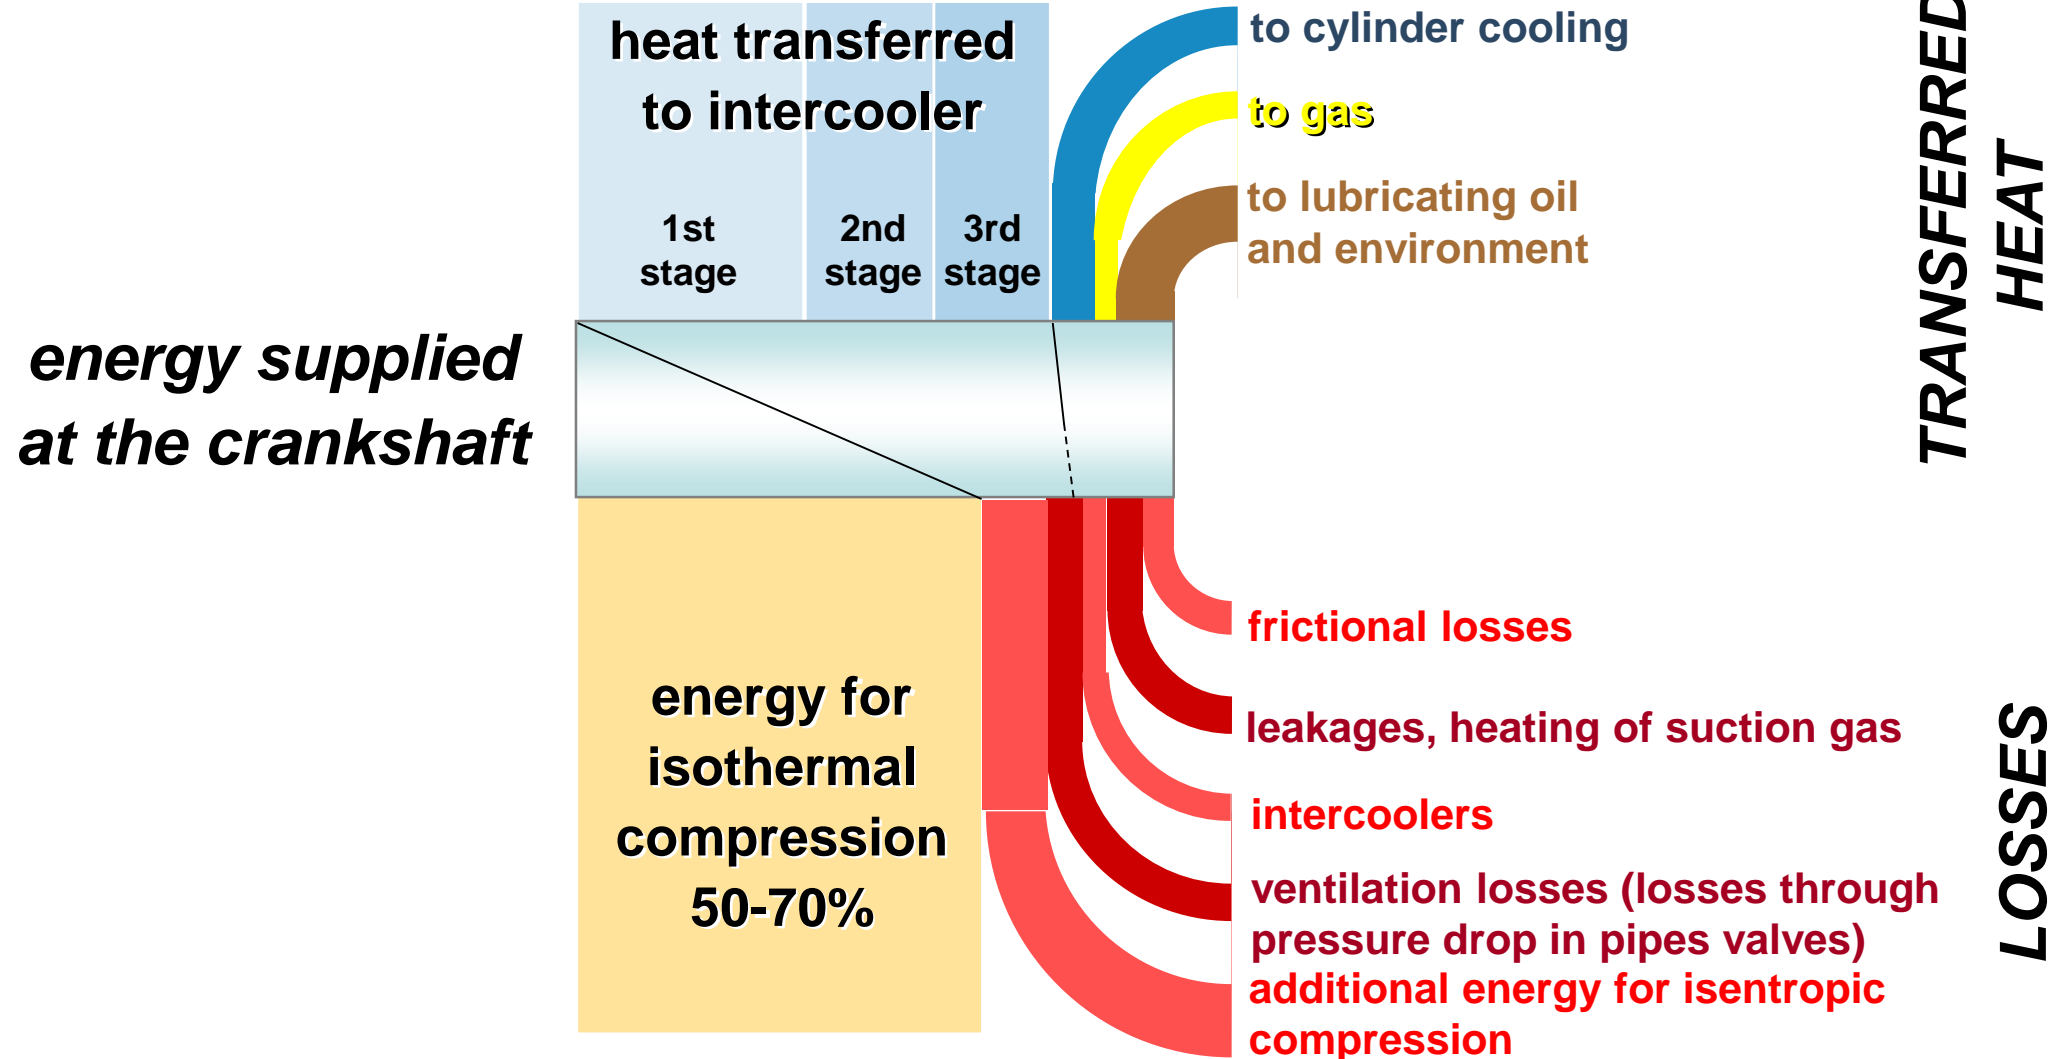 heat transferred
to intercooler
1st
stage
2nd
stage
3rd
stage
to cylinder cooling
to gas
to lubricating oil
and environment
TRANSFERRED
HEAT
energy supplied
at the crankshaft
energy for
isothermal
compression
50-70%
frictional losses
leakages, heating of suction gas
intercoolers
ventilation losses (losses through
pressure drop in pipes valves)
additional energy for isentropic
compression
LOSSES